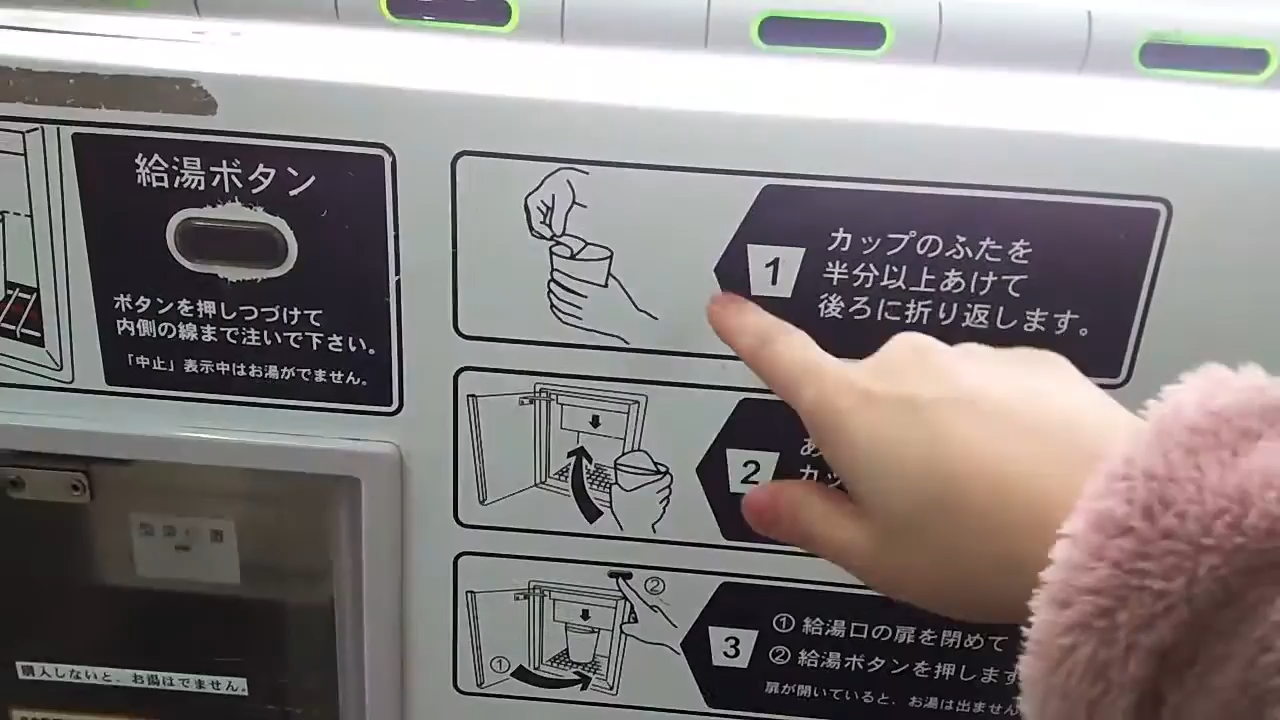 給湯ボタン
ボタンを押しつづけて
内側の線まで注いで下さい。
「中止」表示中はお湯がでません。
1
カップのふたを
半分以上あけて
後ろに折り返します。
2
あ
カッ
3
① 給湯口の扉を閉めて
② 給湯ボタンを押します
扉が開いていると、お湯は出ません
②
①
購入しないと、お湯はでません。